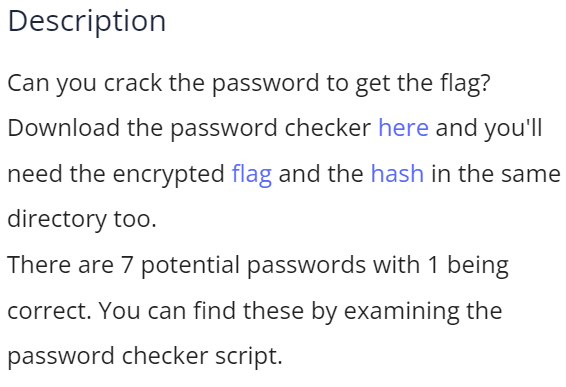 Description
Can you crack the password to get the flag?
Download the password checker here and you'll
need the encrypted flag and the hash in the same
directory too.
There are 7 potential passwords with 1 being
correct. You can find these by examining the
password checker script.